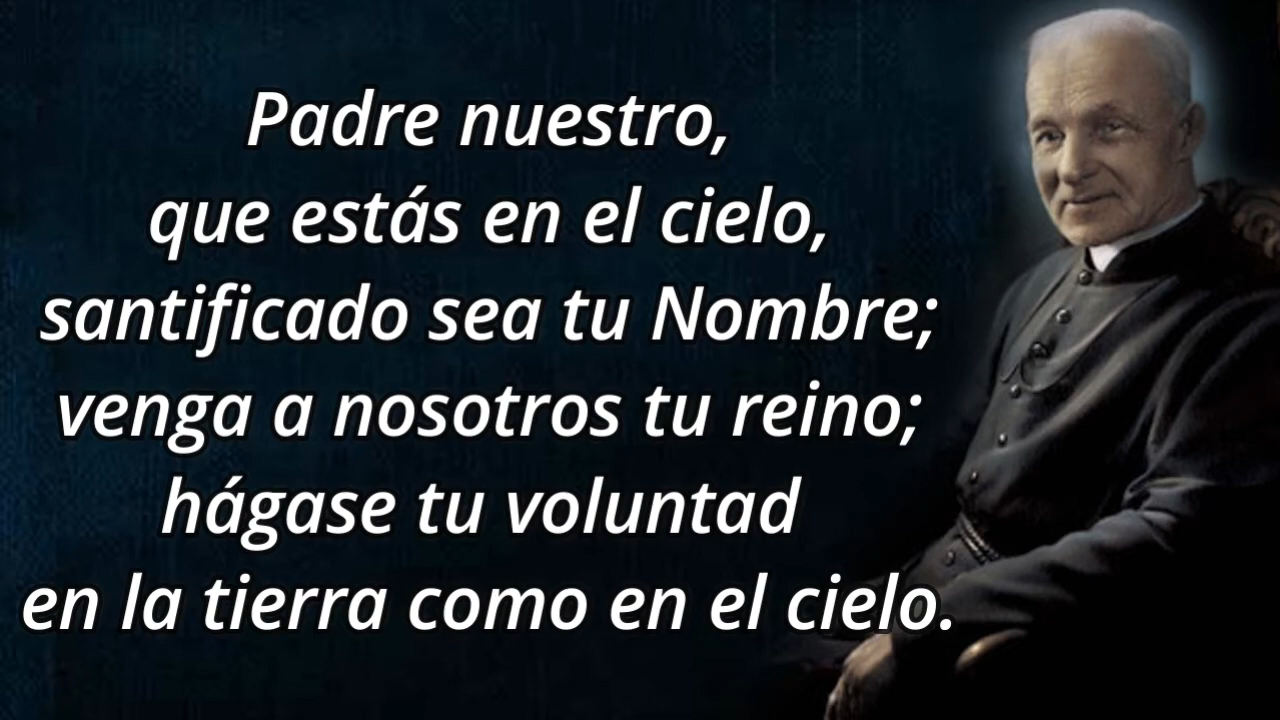 Padre nuestro,
que estás en el cielo,
santificado sea tu Nombre;
venga a nosotros tu reino;
hágase tu voluntad
en la tierra como en el cielo.